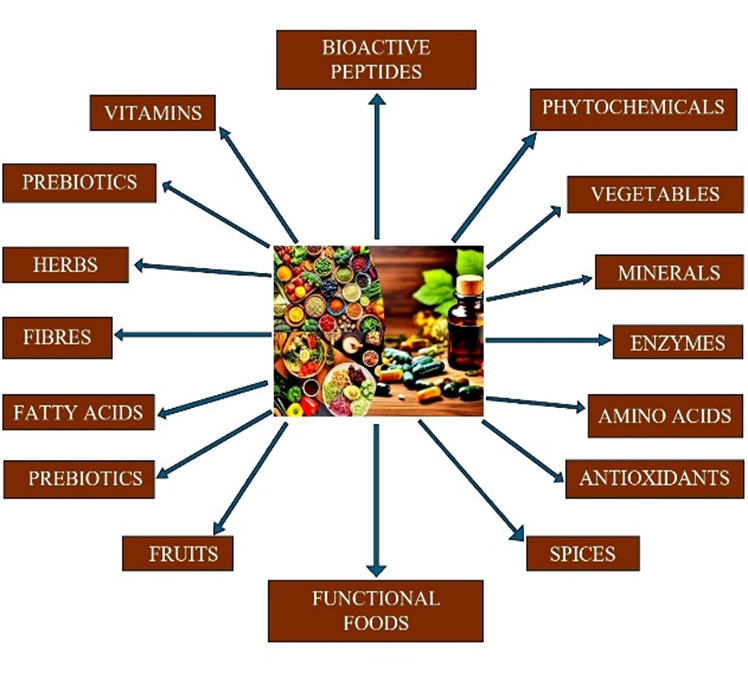 BIOACTIVE
PEPTIDES
VITAMINS
PHYTOCHEMICALS
PREBIOTICS
VEGETABLES
HERBS
MINERALS
FIBRES
ENZYMES
FATTY ACIDS
AMINO ACIDS
PREBIOTICS
ANTIOXIDANTS
FRUITS
SPICES
FUNCTIONAL
FOODS